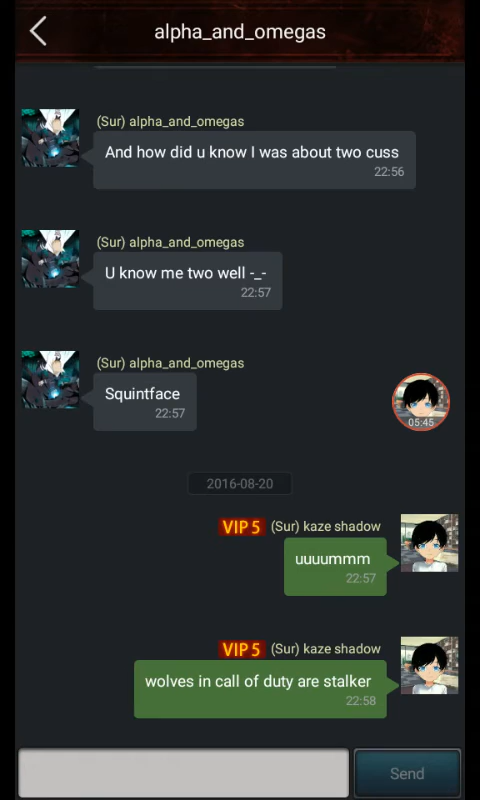 alpha_and_omegas
(Sur) alpha_and_omegas
And how did u know I was about two cuss
22:56
(Sur) alpha_and_omegas
U know me two well -_-
22:57
(Sur) alpha_and_omegas
Squintface
22:57
05:45
2016-08-20
VIP 5 (Sur) kaze shadow
uuuummm
22:57
VIP 5 (Sur) kaze shadow
wolves in call of duty are stalker
22:58
Send